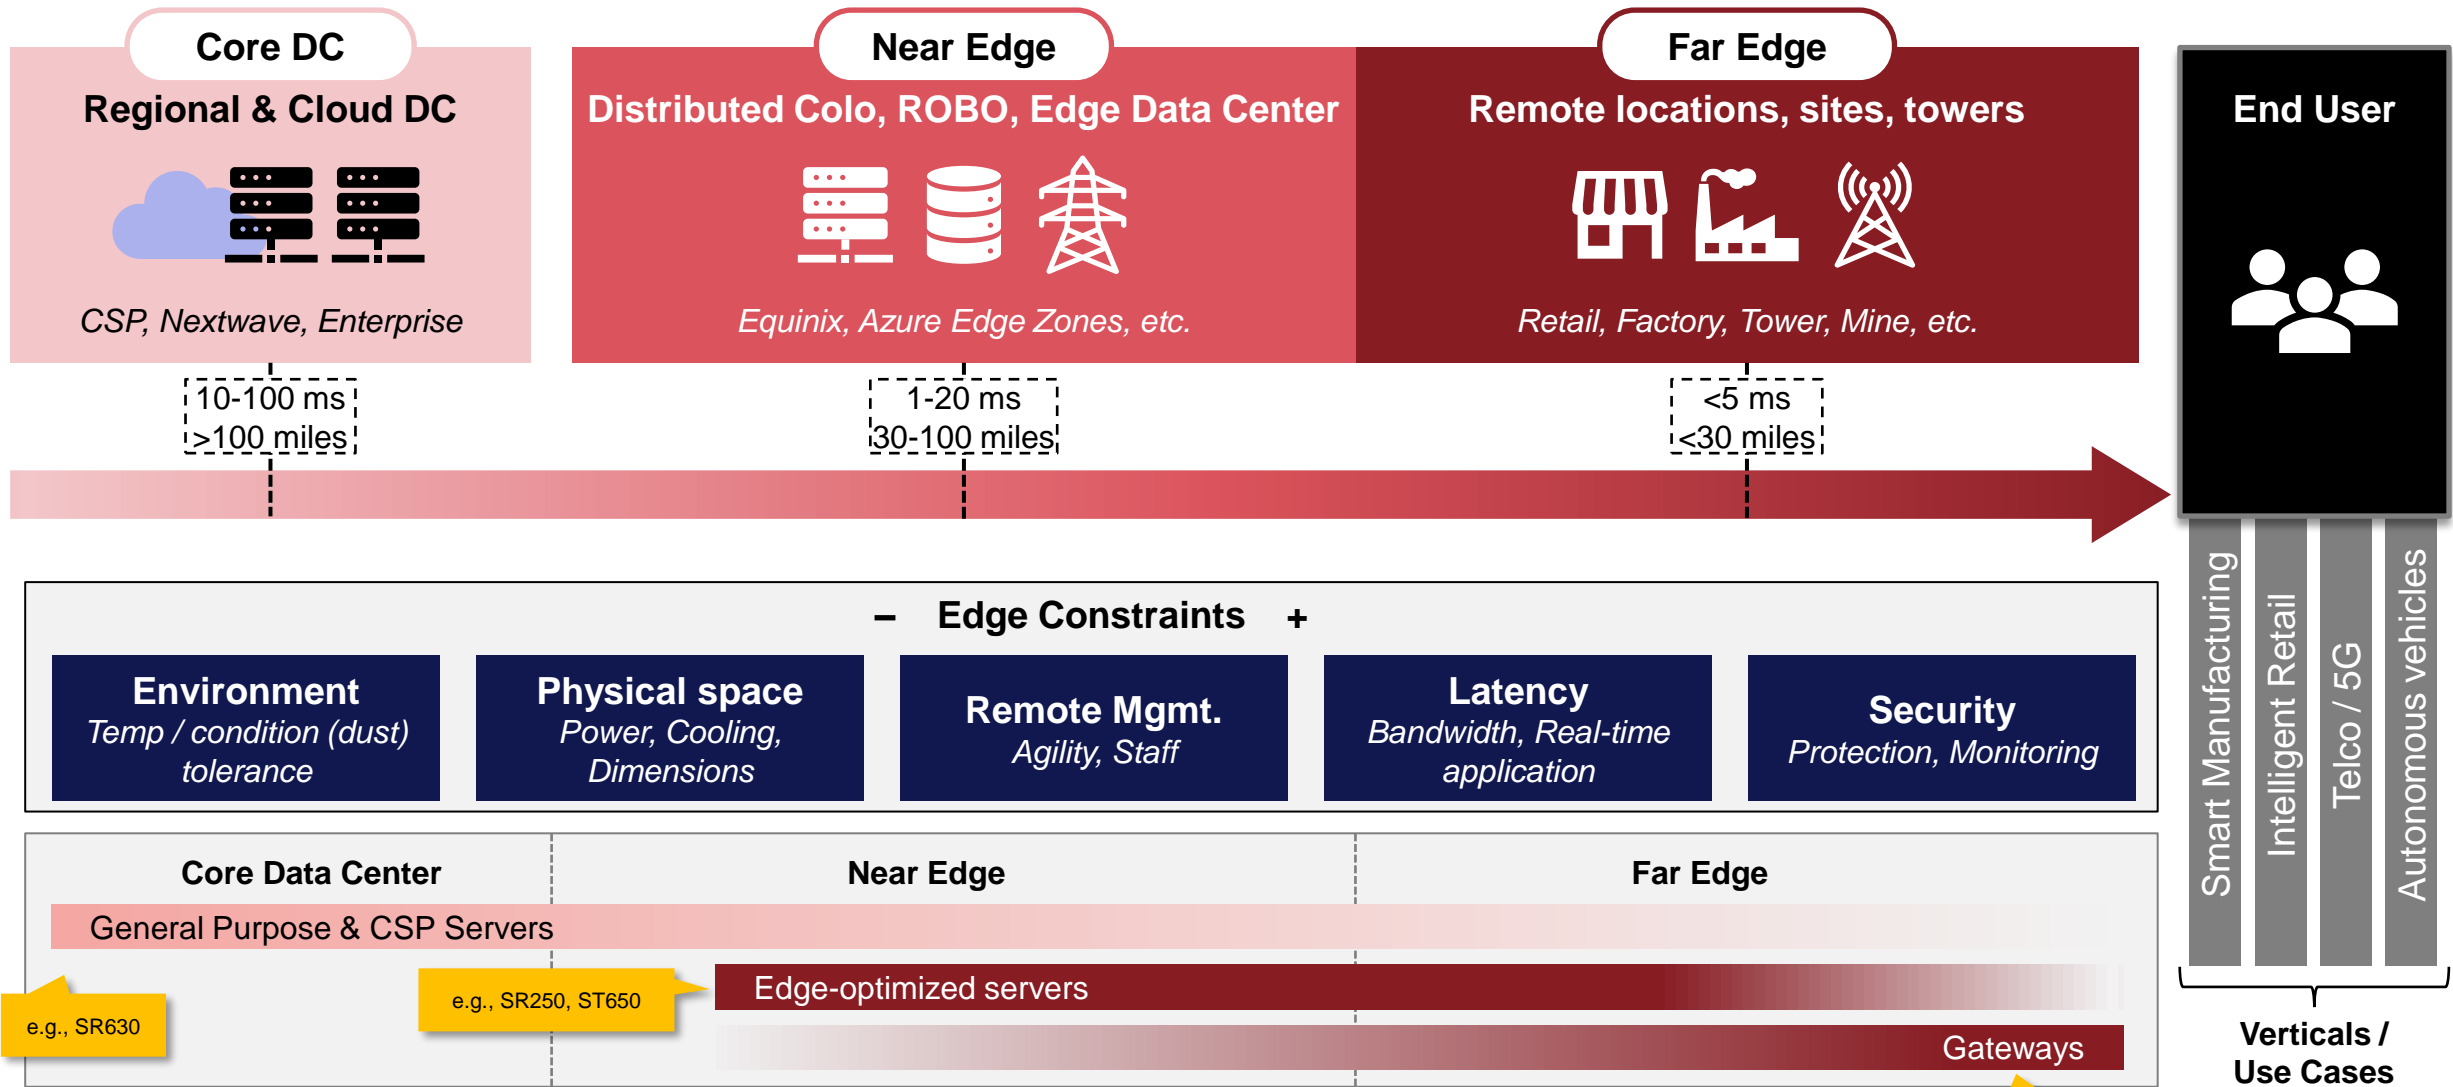 Core DC
Regional & Cloud DC
CSP, Nextwave, Enterprise
10-100 ms
>100 miles
Near Edge
Distributed Colo, ROBO, Edge Data Center
Equinix, Azure Edge Zones, etc.
1-20 ms
30-100 miles
Far Edge
Remote locations, sites, towers
Retail, Factory, Tower, Mine, etc.
<5 ms
<30 miles
End User
– Edge Constraints +
Environment
Temp / condition (dust)
tolerance
Physical space
Power, Cooling,
Dimensions
Remote Mgmt.
Agility, Staff
Latency
Bandwidth, Real-time
application
Security
Protection, Monitoring
Core Data Center
Near Edge
Far Edge
General Purpose & CSP Servers
e.g., SR630
e.g., SR250, ST650
Edge-optimized servers
Gateways
Smart Manufacturing
Intelligent Retail
Telco / 5G
Autonomous vehicles
Verticals /
Use Cases